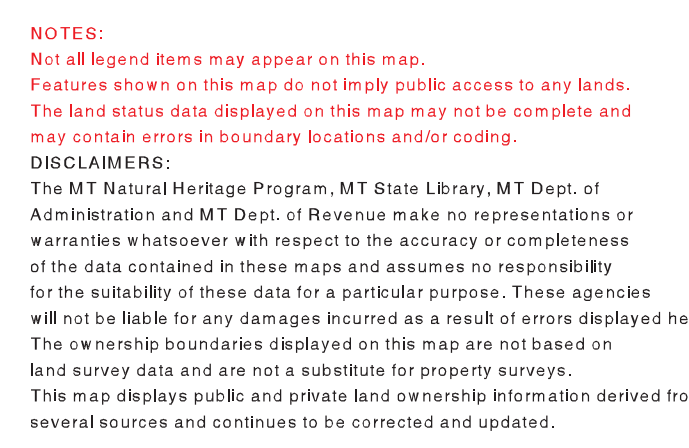 NOTES:
Not all legend items may appear on this map.
Features shown on this map do not imply public access to any lands.
The land status data displayed on this map may not be complete and
may contain errors in boundary locations and/or coding.
DISCLAIMERS:
The MT Natural Heritage Program, MT State Library, MT Dept. of
Administration and MT Dept. of Revenue make no representations or
warranties whatsoever with respect to the accuracy or completeness
of the data contained in these maps and assumes no responsibility
for the suitability of these data for a particular purpose. These agencies
will not be liable for any damages incurred as a result of errors displayed he
The ownership boundaries displayed on this map are not based on
land survey data and are not a substitute for property surveys.
This map displays public and private land ownership information derived fro
several sources and continues to be corrected and updated.